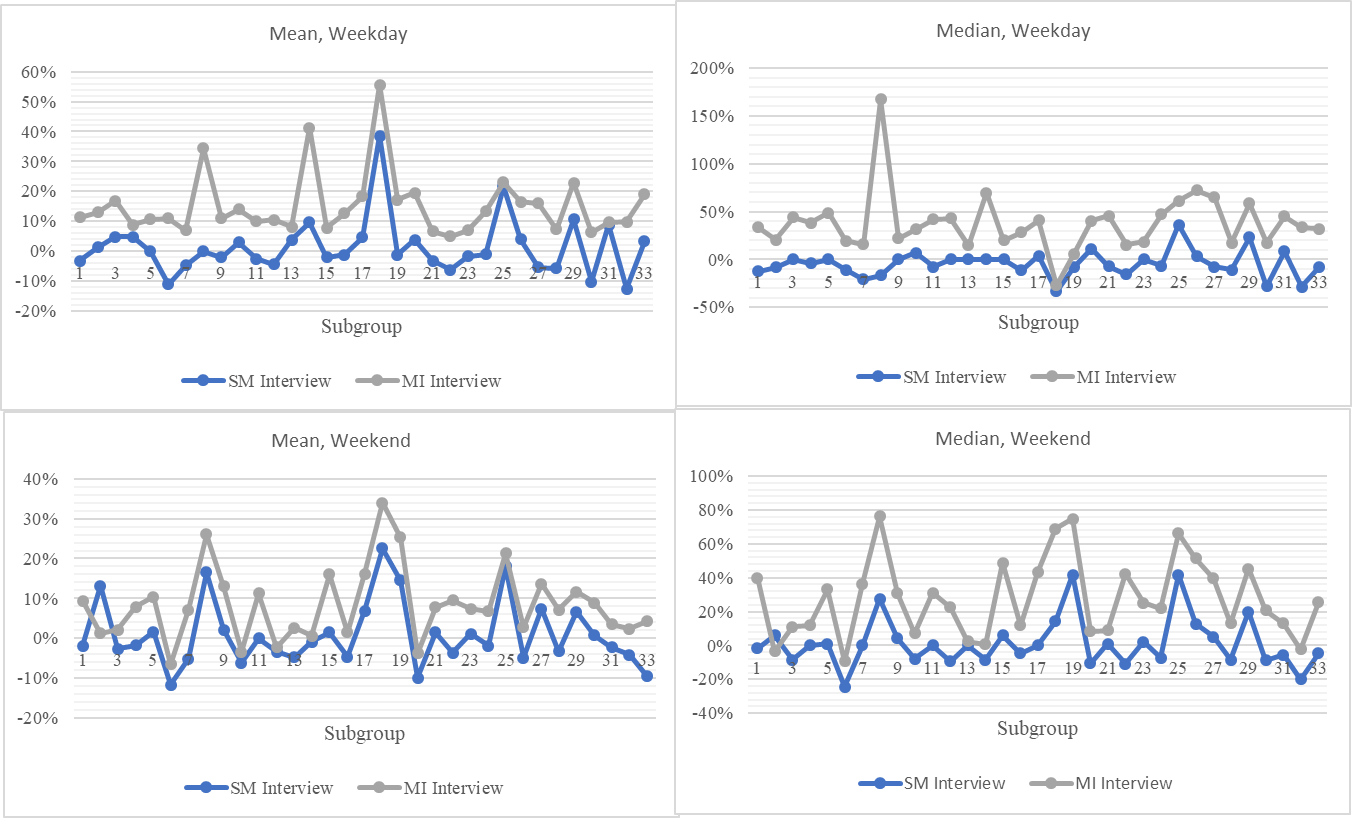 Mean, Weekday
60%
50%
40%
30%
20%
10%
0%
-10%
-20%
1 3 5 7 9 11 13 15 17 19 21 23 25 27 29 31 33
Subgroup
SM Interview MI Interview
Median, Weekday
200%
150%
100%
50%
0%
-50%
1 3 5 7 9 11 13 15 17 19 21 23 25 27 29 31 33
Subgroup
SM Interview MI Interview
Mean, Weekend
40%
30%
20%
10%
0%
-10%
-20%
1 3 5 7 9 11 13 15 17 19 21 23 25 27 29 31 33
Subgroup
SM Interview MI Interview
Median, Weekend
100%
80%
60%
40%
20%
0%
-20%
-40%
1 3 5 7 9 11 13 15 17 19 21 23 25 27 29 31 33
Subgroup
SM Interview MI Interview